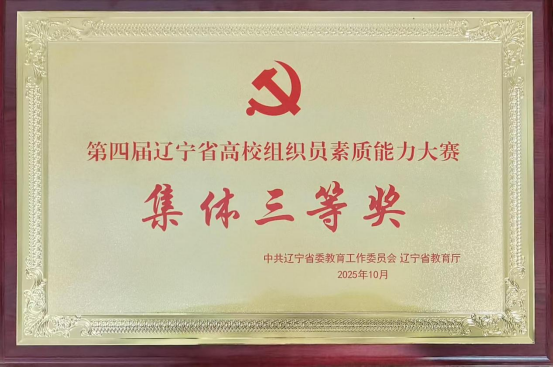 第四届辽宁省高校组织员素质能力大赛
集体三等奖
中共辽宁省委教育工作委员会 辽宁省教育厅
2025年10月